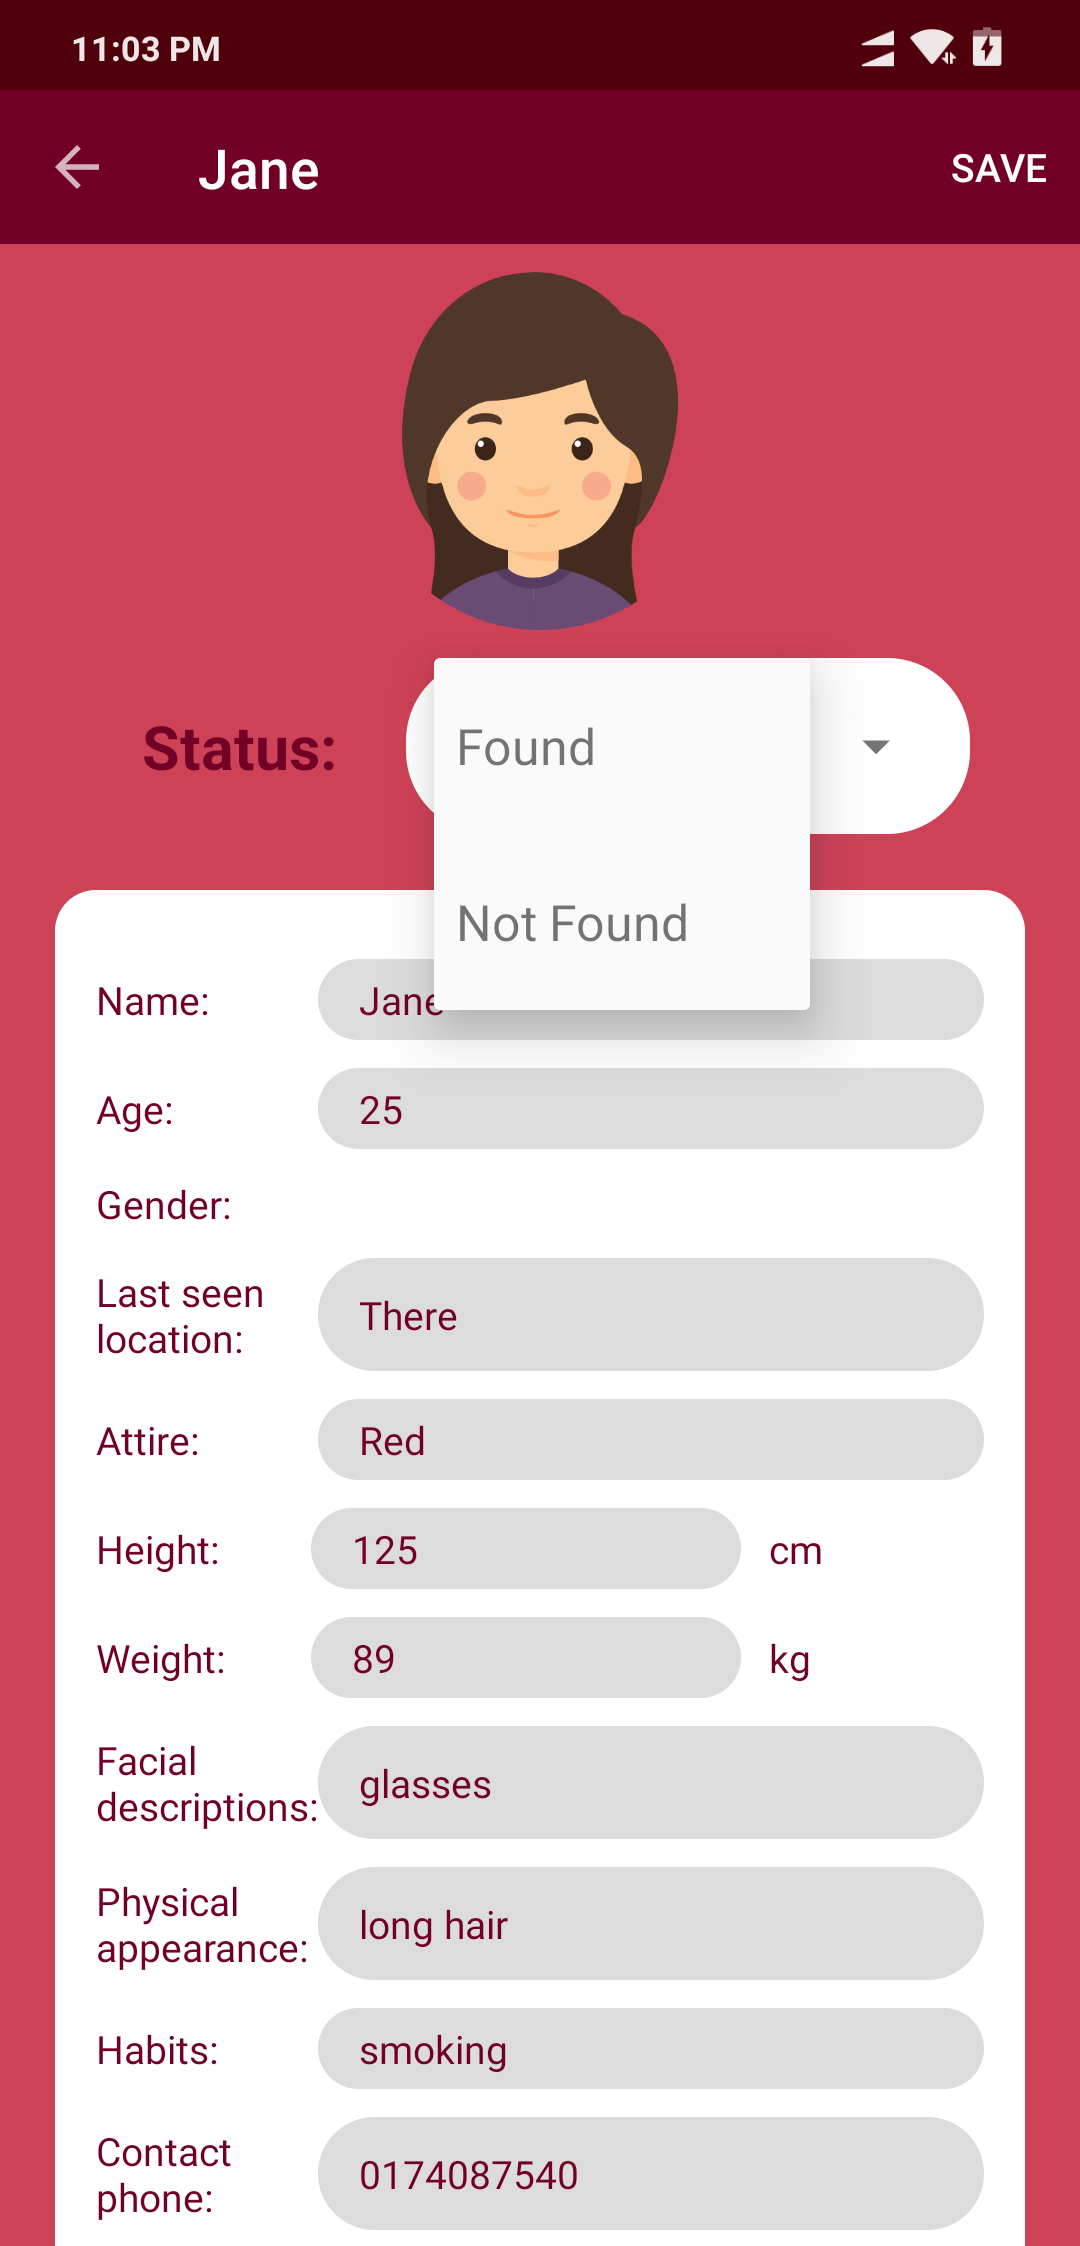 11:03 PM
Jane
SAVE
Status:
Found
Not Found
Name:
Jane
Age:
25
Gender:
Last seen
location:
There
Attire:
Red
Height:
125
cm
Weight:
89
kg
Facial
descriptions:
glasses
Physical
appearance:
long hair
Habits:
smoking
Contact
phone:
0174087540